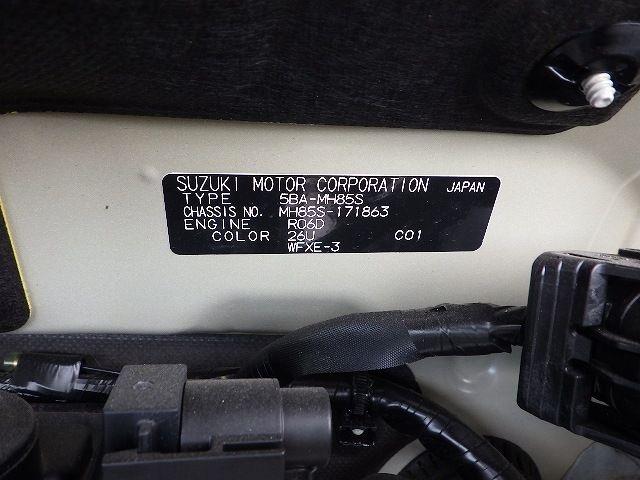 SUZUKI MOTOR CORPORATION JAPAN
TYPE 5BA-MH85S
CHASSIS NO. MH85S-171863
ENGINE R06D
COLOR 26U C01
WFXE-3